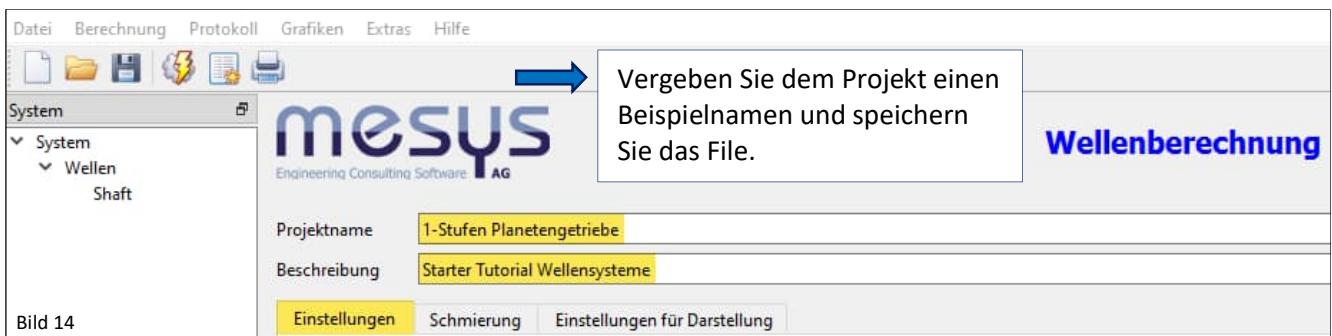 Datei Berechnung Protokoll Grafiken Extras Hilfe
Vergeben Sie dem Projekt einen
Beispielnamen und speichern
Sie das File.
System
System
Wellen
Shaft
mesys
Engineering Consulting Software AG
Wellenberechnung
Projektname 1-Stufen Planetengetriebe
Beschreibung Starter Tutorial Wellensysteme
Einstellungen Schmierung Einstellungen für Darstellung
Bild 14